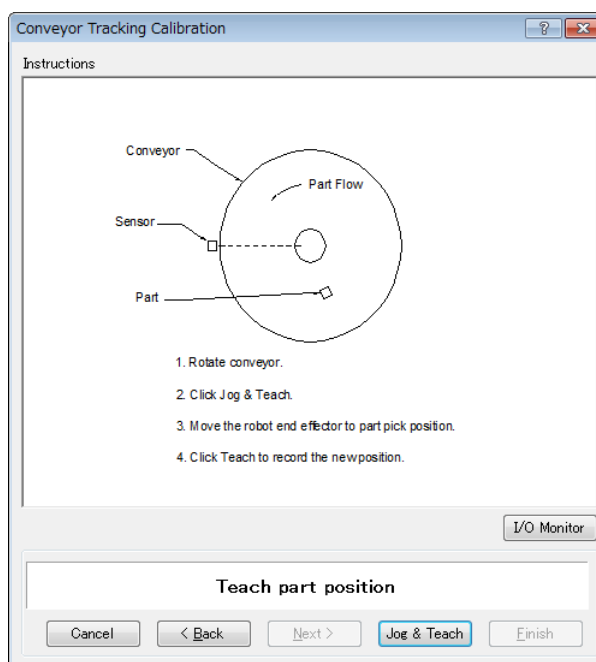 Conveyor Tracking Calibration
Instructions
Conveyor
Part Flow
Sensor
Part
1. Rotate conveyor.
2. Click Jog & Teach.
3. Move the robot end effector to part pick position.
4. Click Teach to record the newposition.
I/O Monitor
Teach part position
Cancel
< Back
Next >
Jog & Teach
Finish